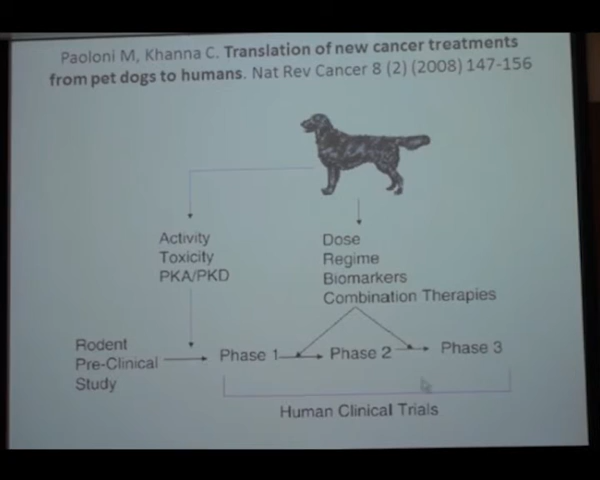 Paoloni M, Khanna C. Translation of new cancer treatments
from pet dogs to humans. Nat Rev Cancer 8 (2) (2008) 147-156
Activity
Toxicity
PKA/PKD
Dose
Regime
Biomarkers
Combination Therapies
Rodent
Pre-Clinical
Study
Phase 1
Phase 2
Phase 3
Human Clinical Trials